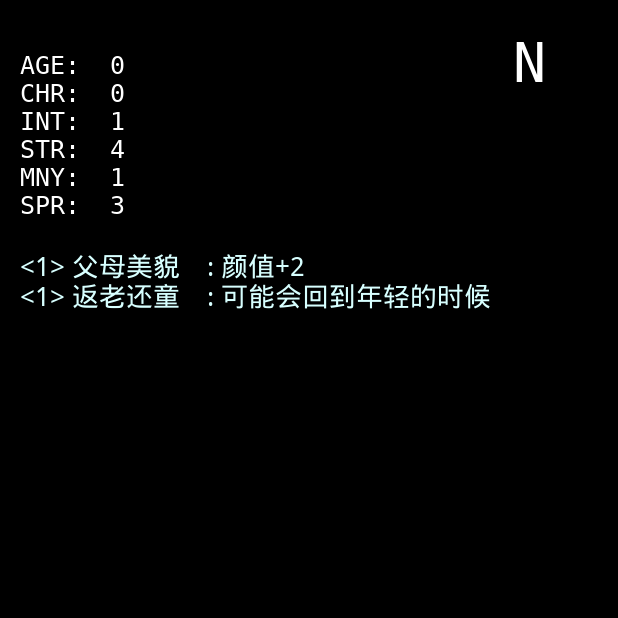 N
AGE: 0
CHR: 0
INT: 1
STR: 4
MNY: 1
SPR: 3
<1> 父母美貌 : 颜值+2
<1> 返老还童 : 可能会回到年轻的时候